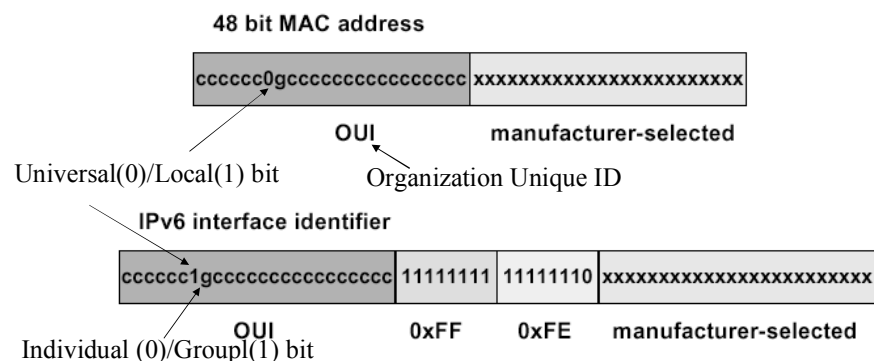 48 bit MAC address
cccccc0gcccccccccccccccc xxxxxxxxxxxxxxxxxxxxxxxx
OUI manufacturer-selected
Universal(0)/Local(1) bit Organization Unique ID
IPv6 interface identifier
cccccc1gcccccccccccccccc 11111111 11111110 xxxxxxxxxxxxxxxxxxxxxxxx
OUI 0xFF 0xFE manufacturer-selected
Individual (0)/Groupl(1) bit